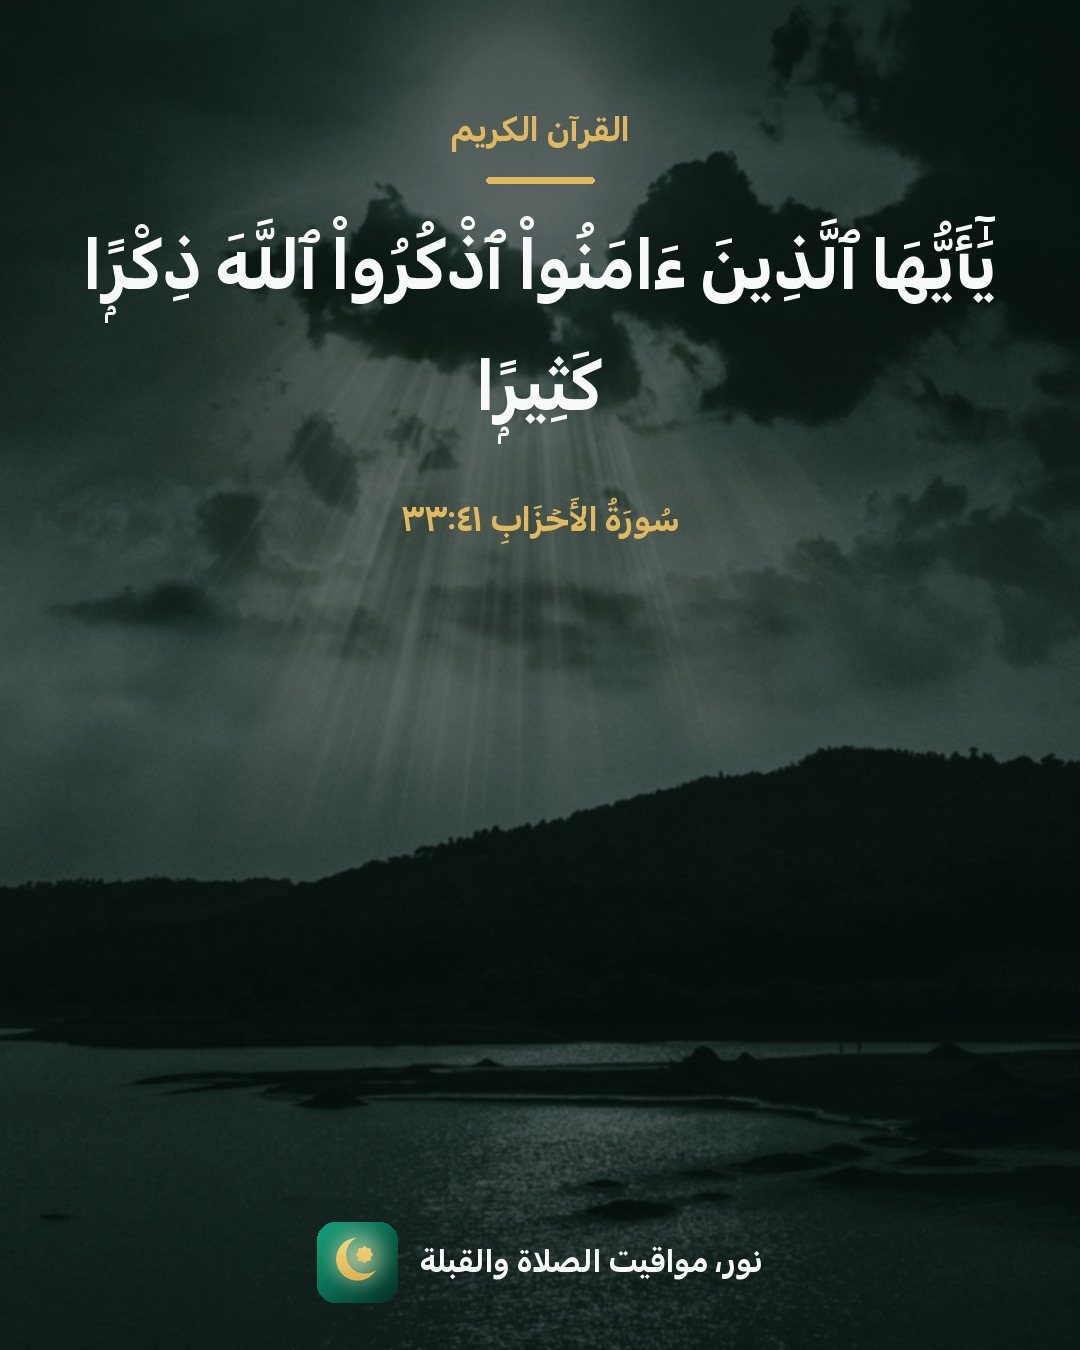 القرآن الكريم
يَٰٓأَيُّهَا ٱلَّذِينَ ءَامَنُوا۟ ٱذْكُرُوا۟ ٱللَّهَ ذِكْرًۭا
كَثِيرًۭا
سُورَةُ الأَحۡزَابِ ٣٣:٤١
نور، مواقيت الصلاة والقبلة